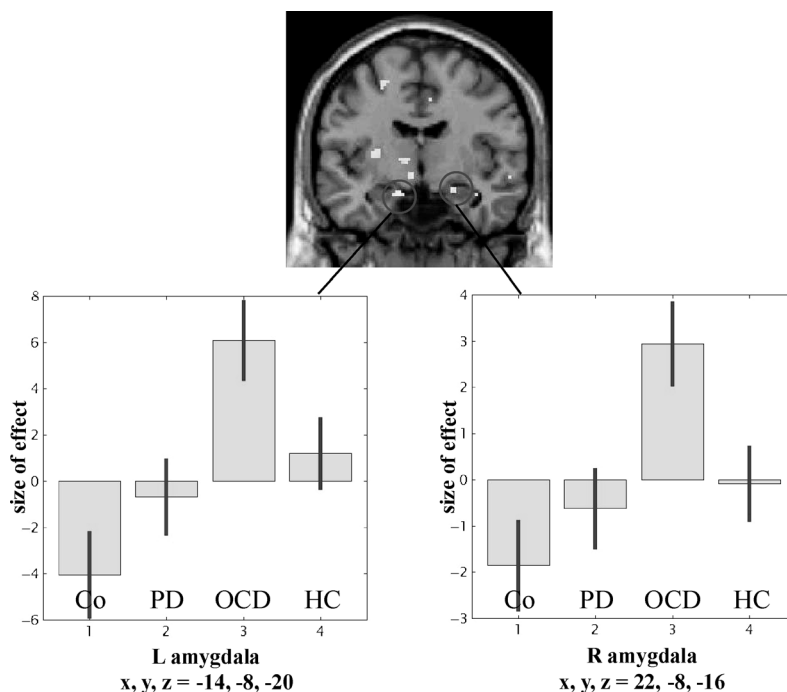 8
6
4
2
0
−2
−4
−6
size of effect
Co PD OCD HC
1 2 3 4
L amygdala
x, y, z = -14, -8, -20
4
3
2
1
0
−1
−2
−3
size of effect
Co PD OCD HC
1 2 3 4
R amygdala
x, y, z = 22, -8, -16